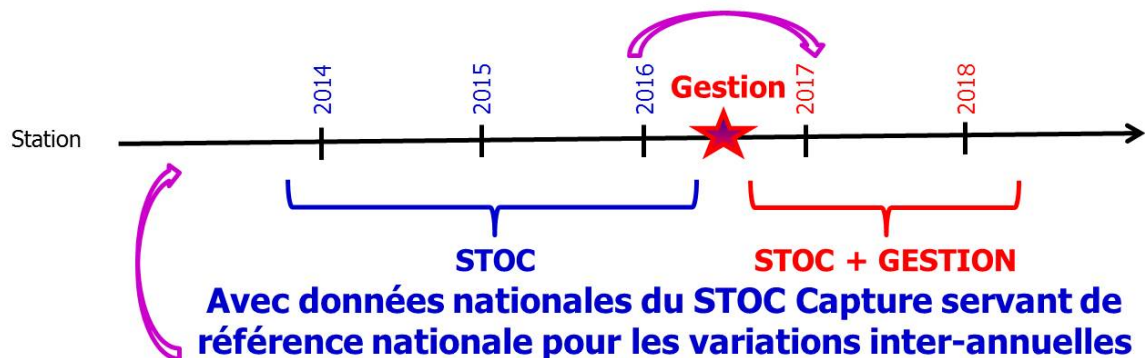 2014
2015
2016
Gestion
2017
2018
Station
STOC
STOC + GESTION
Avec données nationales du STOC Capture servant de
référence nationale pour les variations inter-annuelles